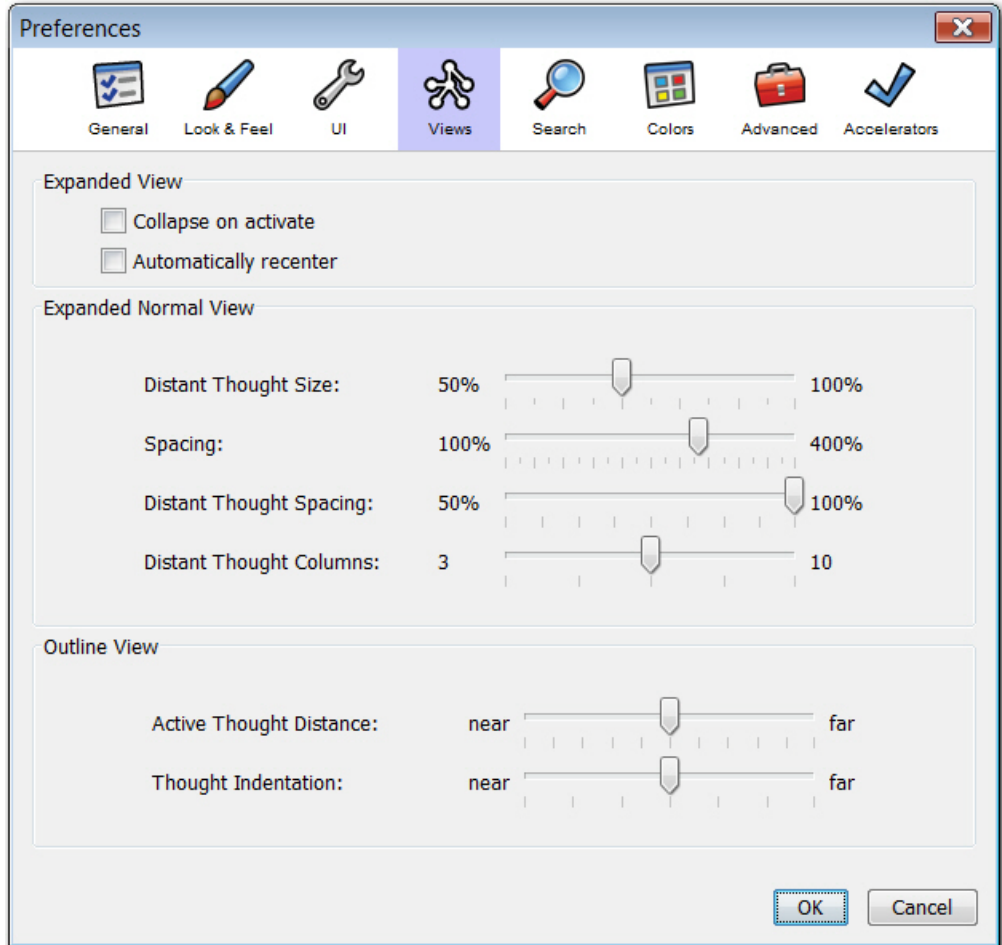 Preferences
General Look & Feel UI Views Search Colors Advanced Accelerators
Expanded View
Collapse on activate
Automatically recenter
Expanded Normal View
Distant Thought Size: 50% 100%
Spacing: 100% 400%
Distant Thought Spacing: 50% 100%
Distant Thought Columns: 3 10
Outline View
Active Thought Distance: near far
Thought Indentation: near far
OK Cancel